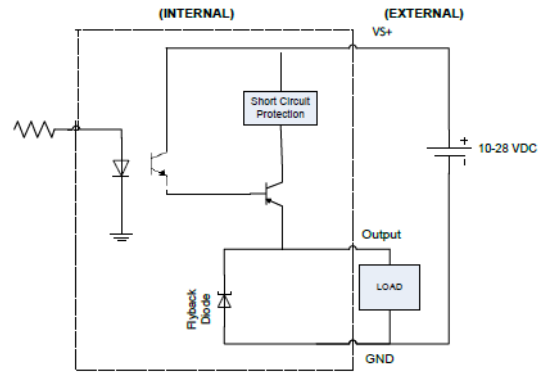 (INTERNAL)
(EXTERNAL)
VS+
Short Circuit
Protection
+
10-28 VDC
-
Output
LOAD
Flyback
Diode
GND